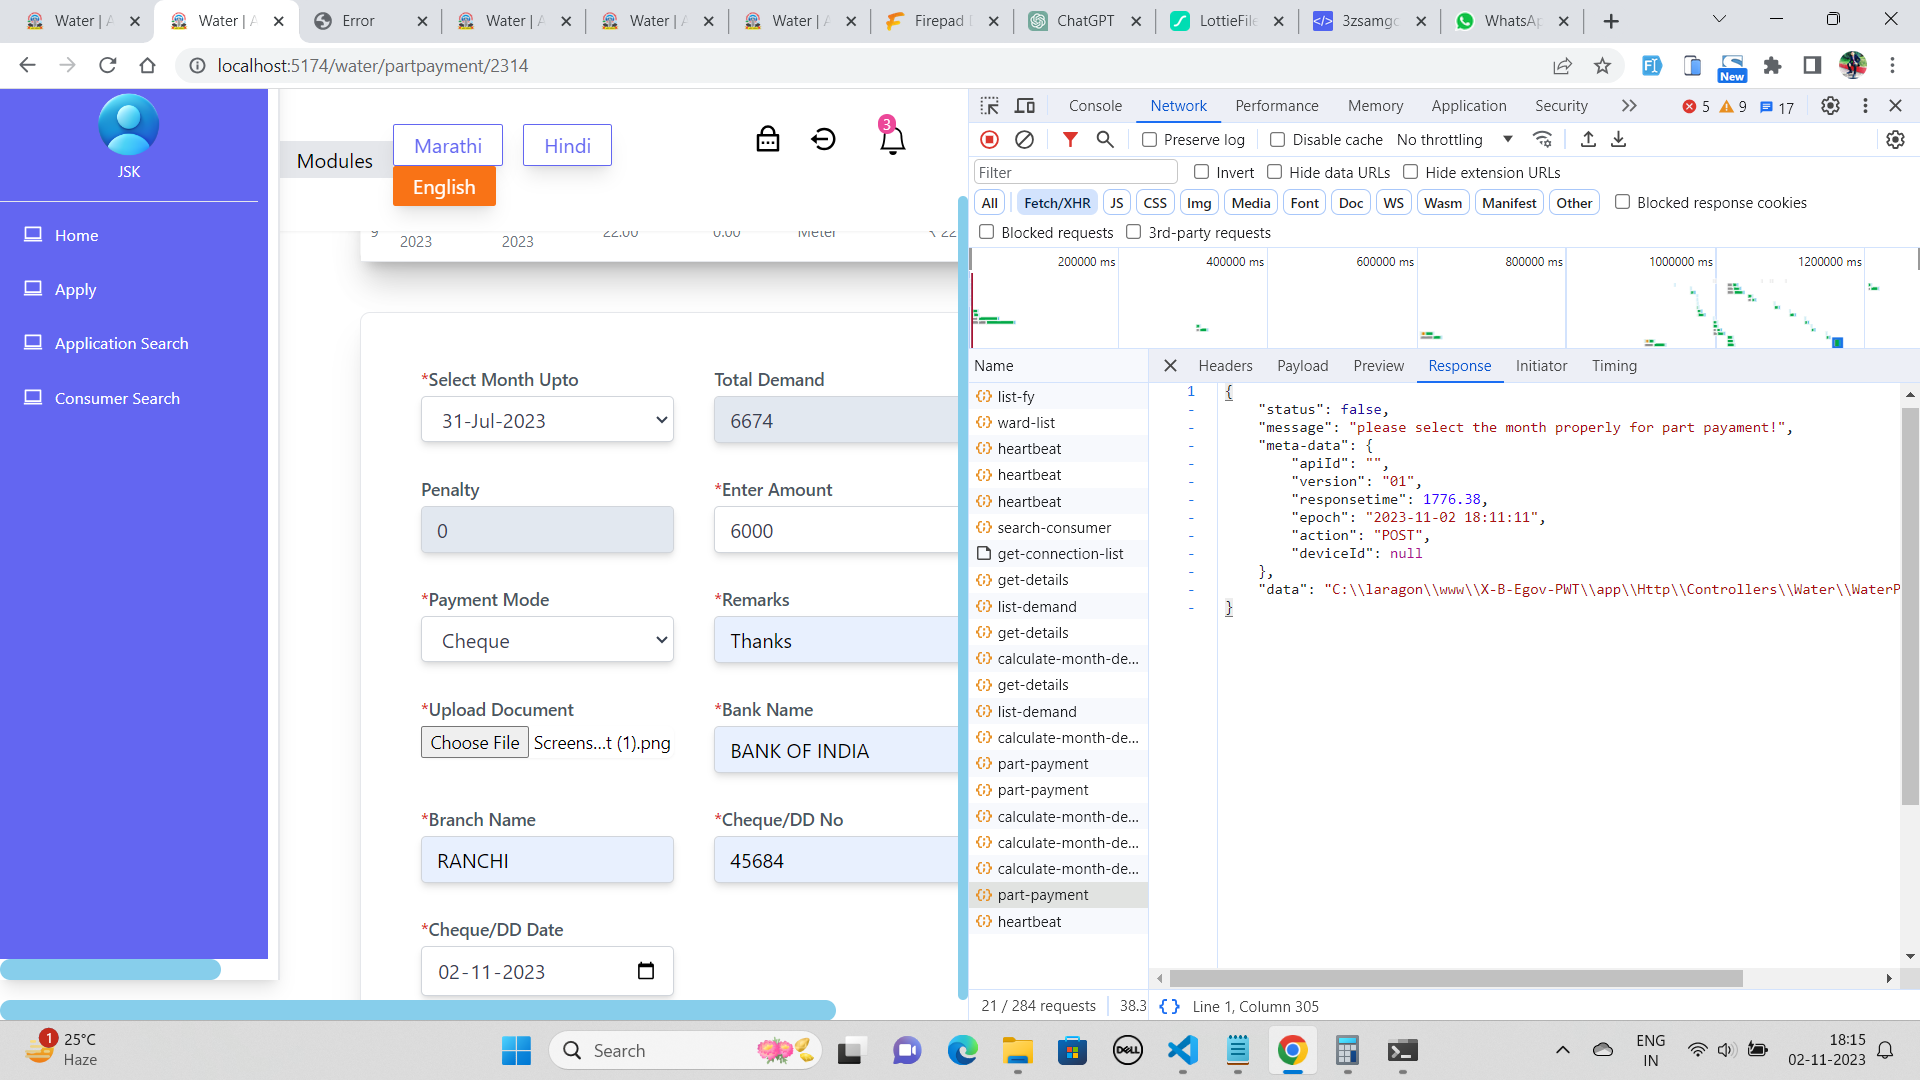 Water | A
Water | A
Error
Water | A
Water | A
Water | A
Firepad D
ChatGPT
LottieFile
3zsamgo
WhatsAp
localhost:5174/water/partpayment/2314
New
JSK
Home
Apply
Application Search
Consumer Search
Modules
Marathi
Hindi
English
3
9
2023
2023
22.00
0.00
Meter
₹ 22
*Select Month Upto
Total Demand
31-Jul-2023
6674
Penalty
*Enter Amount
0
6000
*Payment Mode
*Remarks
Cheque
Thanks
*Upload Document
*Bank Name
Choose File Screens...t (1).png
BANK OF INDIA
*Branch Name
*Cheque/DD No
RANCHI
45684
*Cheque/DD Date
02-11-2023
Console Network Performance Memory Application Security 5 9 17
Preserve log Disable cache No throttling
Filter Invert Hide data URLs Hide extension URLs
All Fetch/XHR JS CSS Img Media Font Doc WS Wasm Manifest Other Blocked response cookies
Blocked requests 3rd-party requests
200000 ms 400000 ms 600000 ms 800000 ms 1000000 ms 1200000 ms
Name
list-fy
ward-list
heartbeat
heartbeat
heartbeat
search-consumer
get-connection-list
get-details
list-demand
get-details
calculate-month-de...
get-details
list-demand
calculate-month-de...
part-payment
part-payment
calculate-month-de...
calculate-month-de...
calculate-month-de...
part-payment
heartbeat
21 / 284 requests 38.3
Headers Payload Preview Response Initiator Timing
1 {
"status": false,
"message": "please select the month properly for part payament!",
"meta-data": {
"apiId": "",
"version": "01",
"responsetime": 1776.38,
"epoch": "2023-11-02 18:11:11",
"action": "POST",
"deviceId": null
},
"data": "C:\\laragon\\www\\X-B-Egov-PWT\\app\\Http\\Controllers\\Water\\WaterP
}
{ } Line 1, Column 305
1
25°C
Haze
Search
DELL
ENG
IN
18:15
02-11-2023